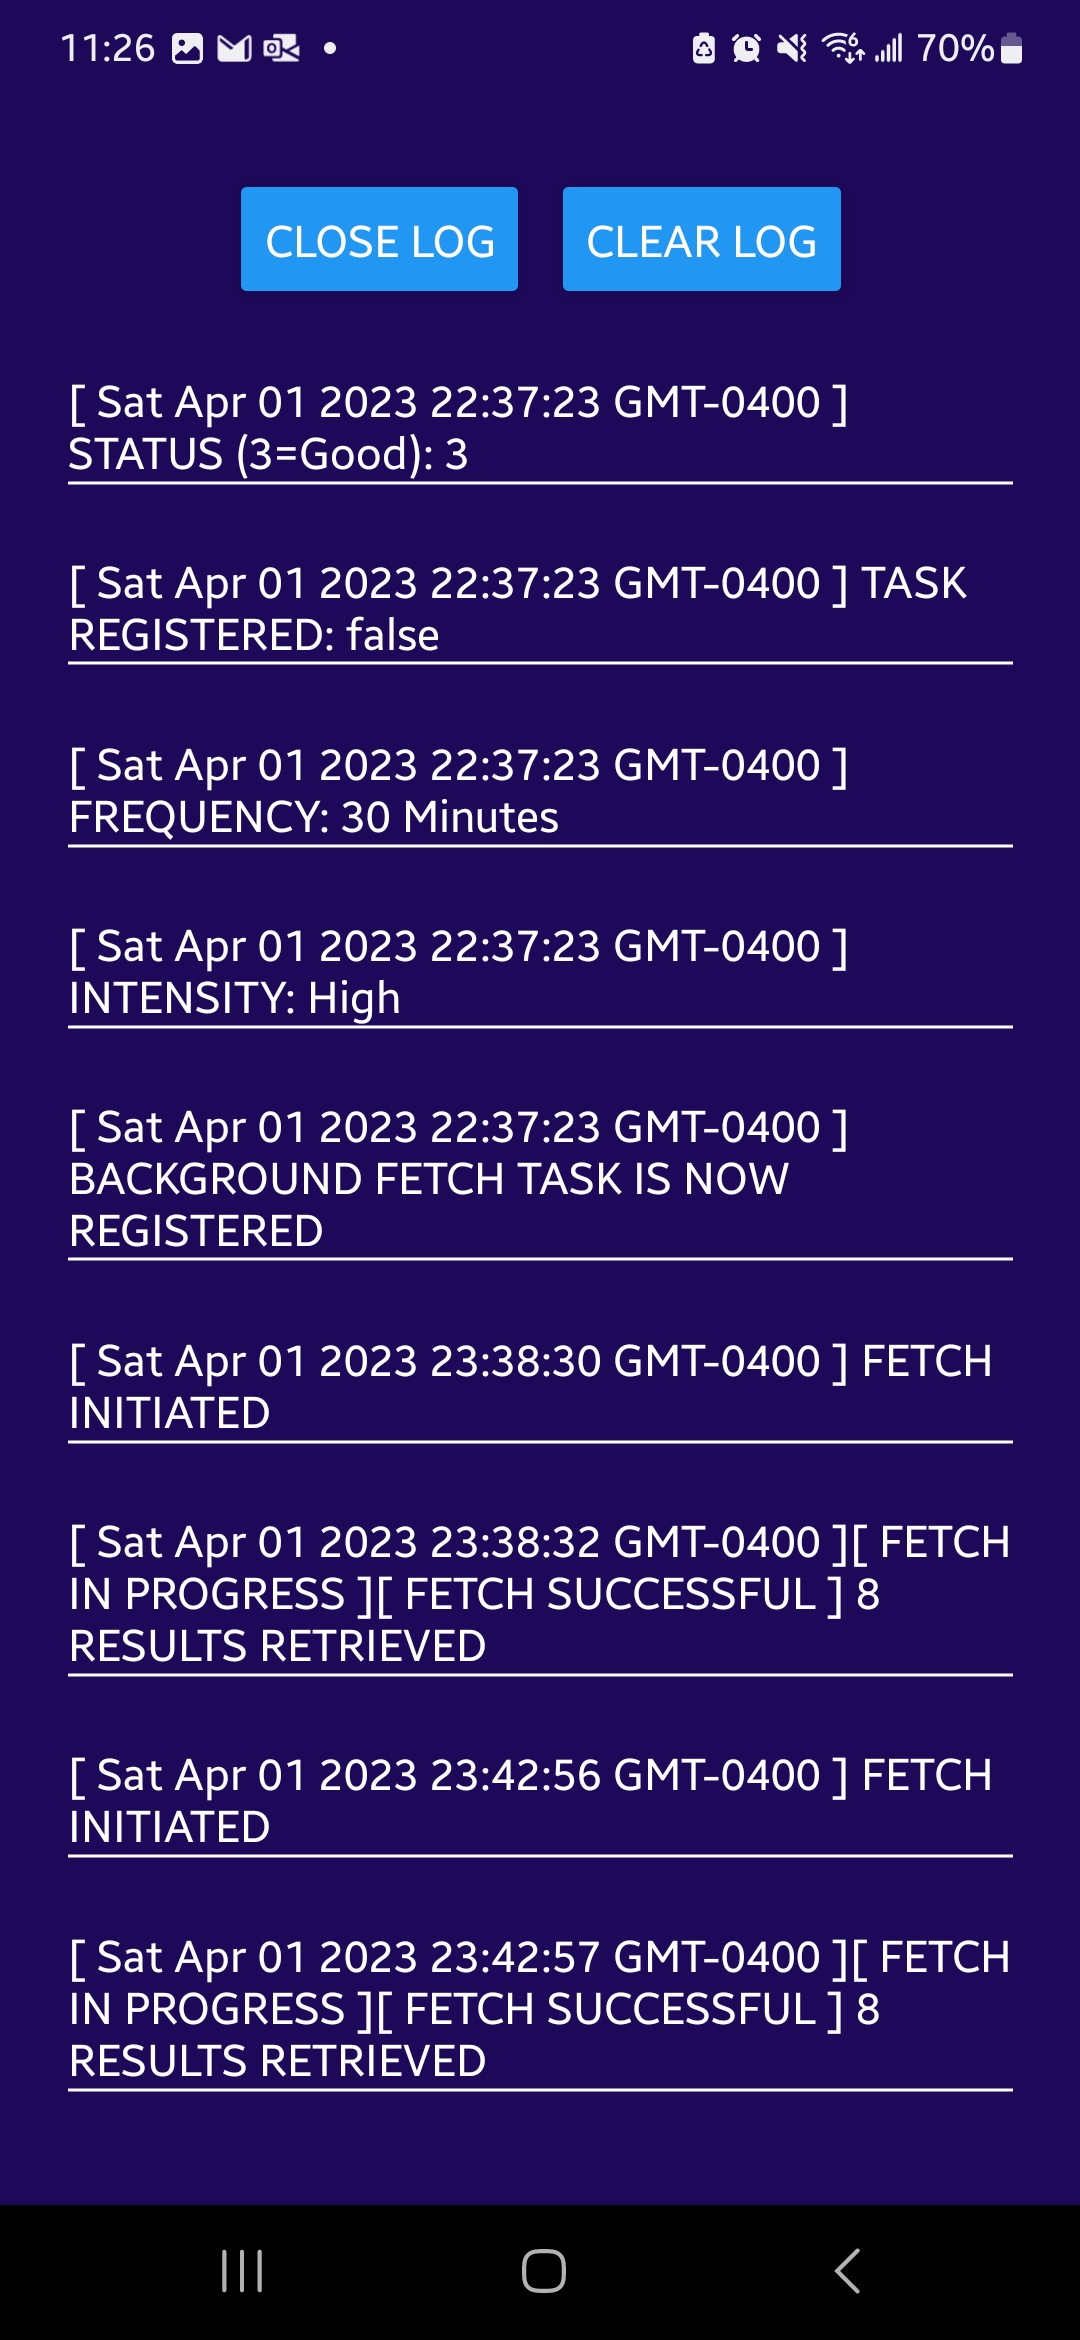 11:26 70%
CLOSE LOG CLEAR LOG
[ Sat Apr 01 2023 22:37:23 GMT-0400 ]
STATUS (3=Good): 3
[ Sat Apr 01 2023 22:37:23 GMT-0400 ] TASK
REGISTERED: false
[ Sat Apr 01 2023 22:37:23 GMT-0400 ]
FREQUENCY: 30 Minutes
[ Sat Apr 01 2023 22:37:23 GMT-0400 ]
INTENSITY: High
[ Sat Apr 01 2023 22:37:23 GMT-0400 ]
BACKGROUND FETCH TASK IS NOW
REGISTERED
[ Sat Apr 01 2023 23:38:30 GMT-0400 ] FETCH
INITIATED
[ Sat Apr 01 2023 23:38:32 GMT-0400 ][ FETCH
IN PROGRESS ][ FETCH SUCCESSFUL ] 8
RESULTS RETRIEVED
[ Sat Apr 01 2023 23:42:56 GMT-0400 ] FETCH
INITIATED
[ Sat Apr 01 2023 23:42:57 GMT-0400 ][ FETCH
IN PROGRESS ][ FETCH SUCCESSFUL ] 8
RESULTS RETRIEVED